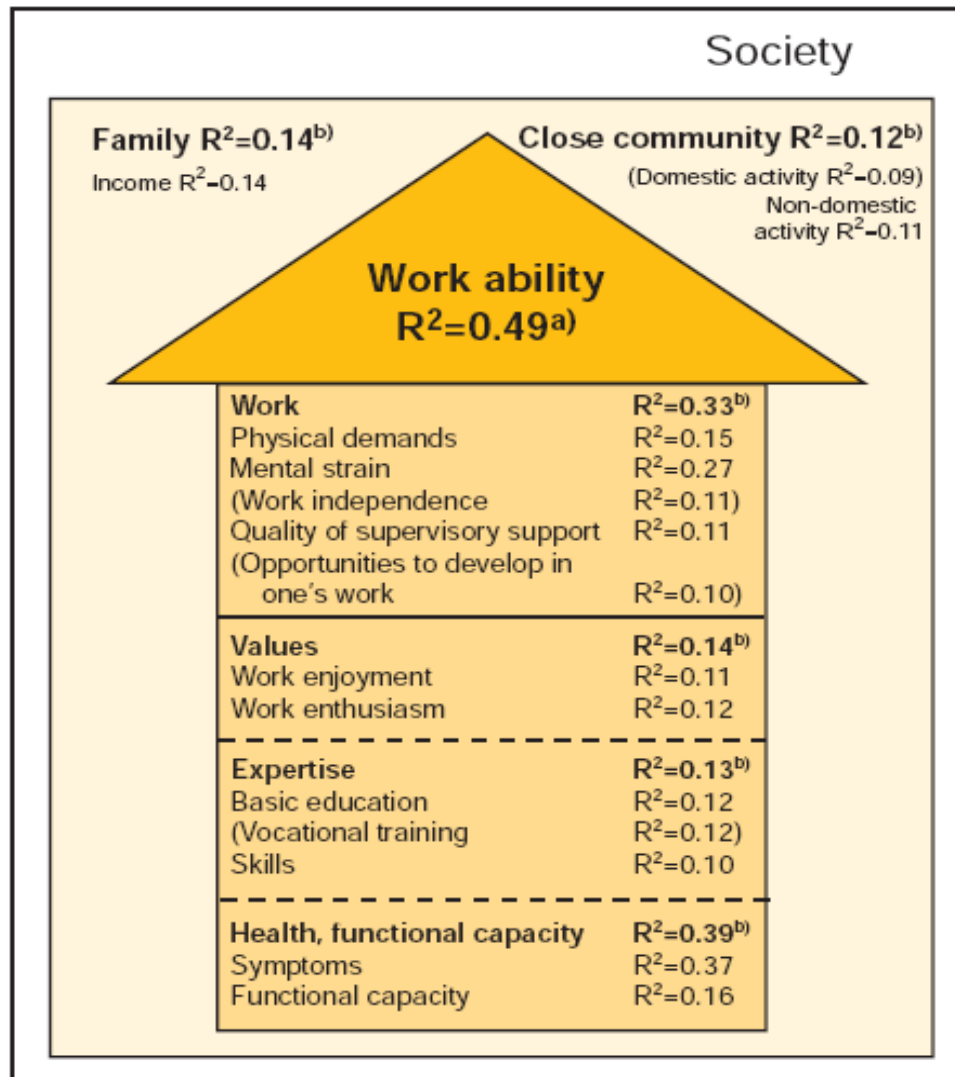 Society
Family R²=0.14ᵇ⁾
Income R²–0.14
Close community R²=0.12ᵇ⁾
(Domestic activity R²–0.09)
Non-domestic
activity R²–0.11
Work ability
R²=0.49ᵃ⁾
Work R²=0.33ᵇ⁾
Physical demands R²=0.15
Mental strain R²=0.27
(Work independence R²=0.11)
Quality of supervisory support R²=0.11
(Opportunities to develop in
one's work R²=0.10)
Values R²=0.14ᵇ⁾
Work enjoyment R²=0.11
Work enthusiasm R²=0.12
Expertise R²=0.13ᵇ⁾
Basic education R²=0.12
(Vocational training R²=0.12)
Skills R²=0.10
Health, functional capacity R²=0.39ᵇ⁾
Symptoms R²=0.37
Functional capacity R²=0.16